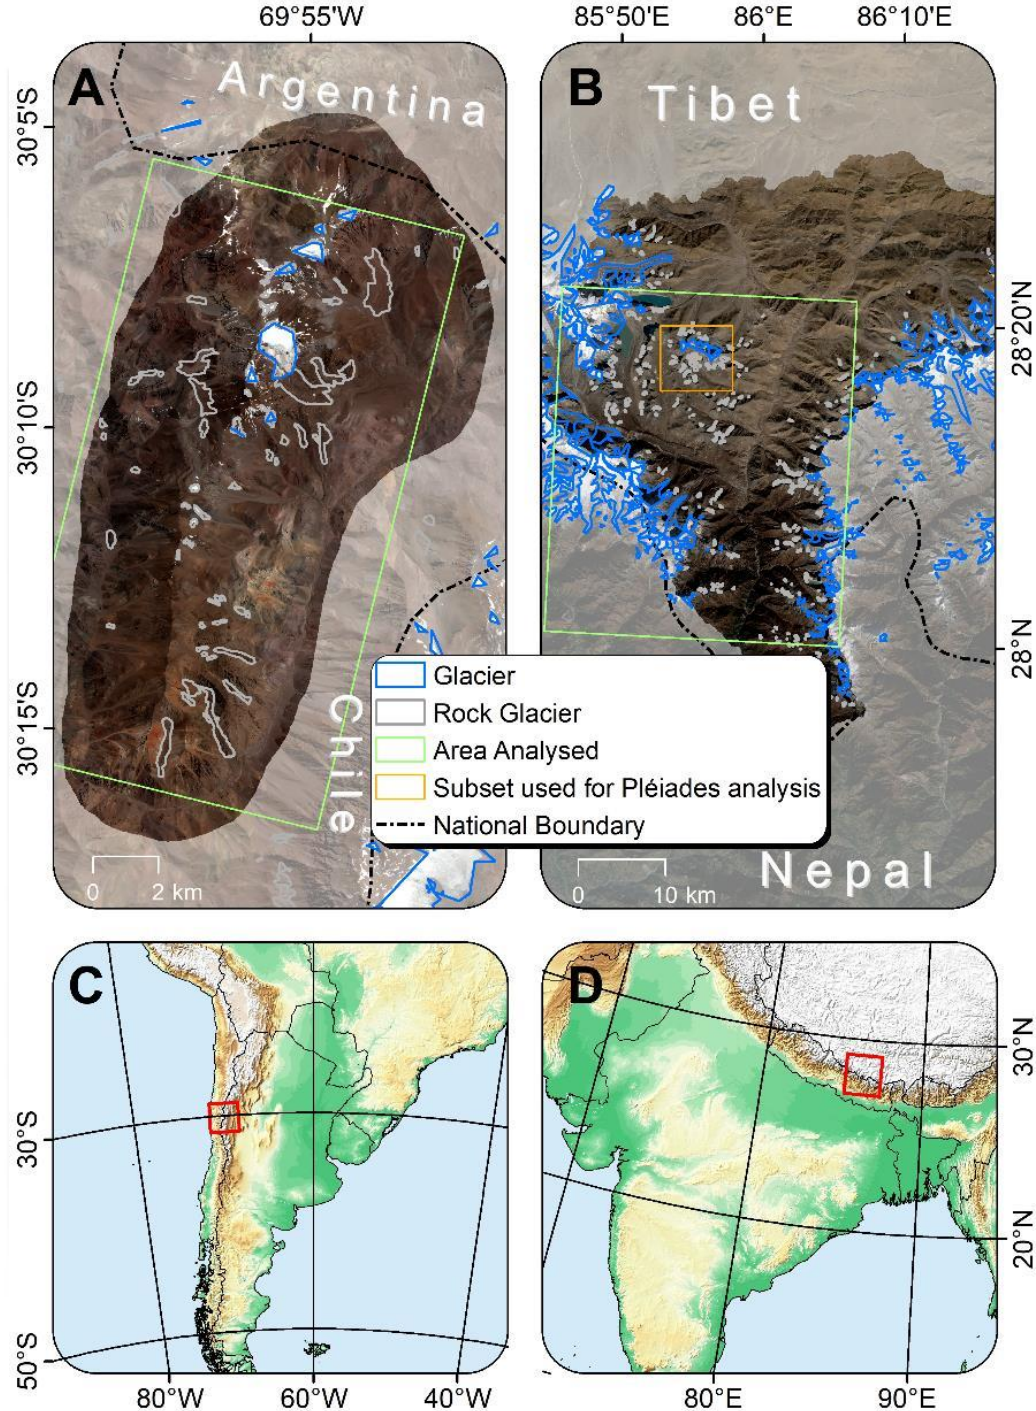 69°55'W
85°50'E
86°E
86°10'E
A
Argentina
B
Tibet
30°5'S
30°10'S
30°15'S
28°20'N
28°N
Chile
Glacier
Rock Glacier
Area Analysed
Subset used for Pléiades analysis
National Boundary
0 2 km
0 10 km
Nepal
C
D
30°S
50°S
30°N
20°N
80°W
60°W
40°W
80°E
90°E